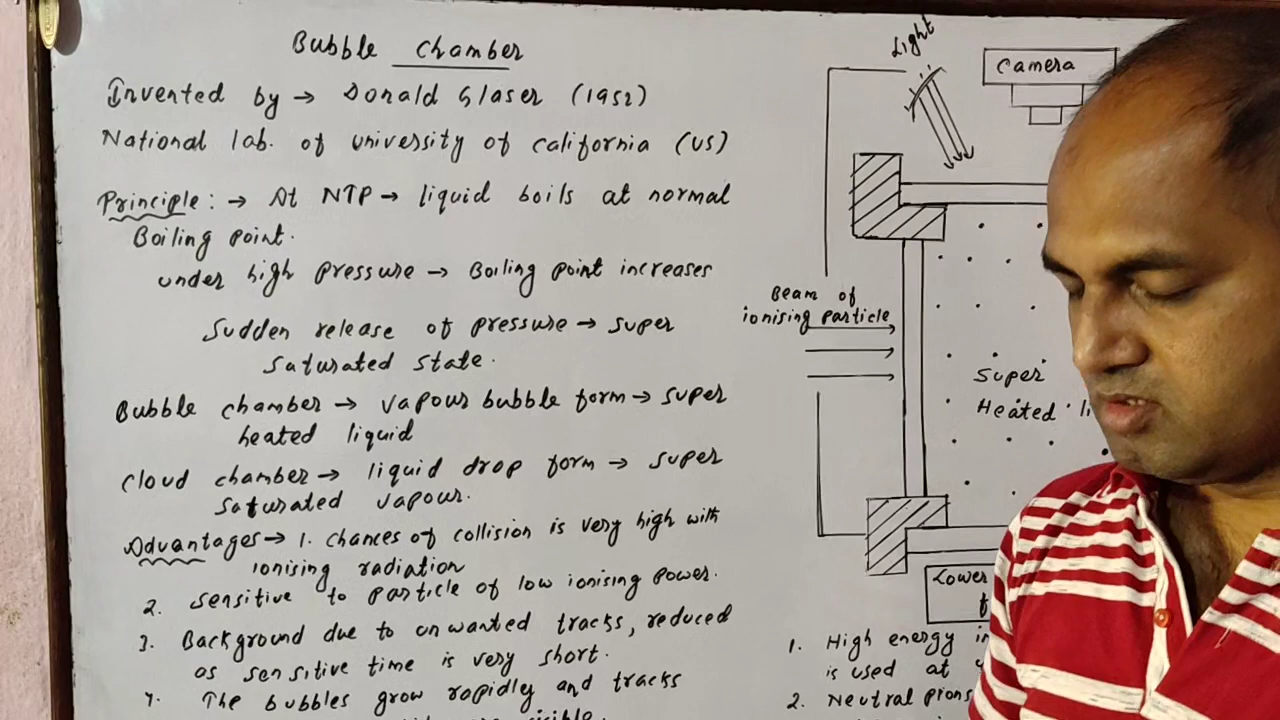 Bubble Chamber
Invented by → Donald Glaser (1952)
National lab. of university of california (US)
Principle : → At NTP → liquid boils at normal
Boiling point.
under high pressure → Boiling point increases
Sudden release of pressure → super
saturated state.
Bubble chamber → vapour bubble form → super
heated liquid
cloud chamber → liquid drop form → super
saturated vapour.
Advantages → 1. chances of collision is very high with
ionising radiation
2. sensitive to particle of low ionising power.
3. Background due to unwanted tracks, reduced
as sensitive time is very short.
4. The bubbles grow rapidly and tracks
Light
Camera
Beam of
ionising particle
Super
Heated
Lower
1. High energy
is used at
2. Neutral pions